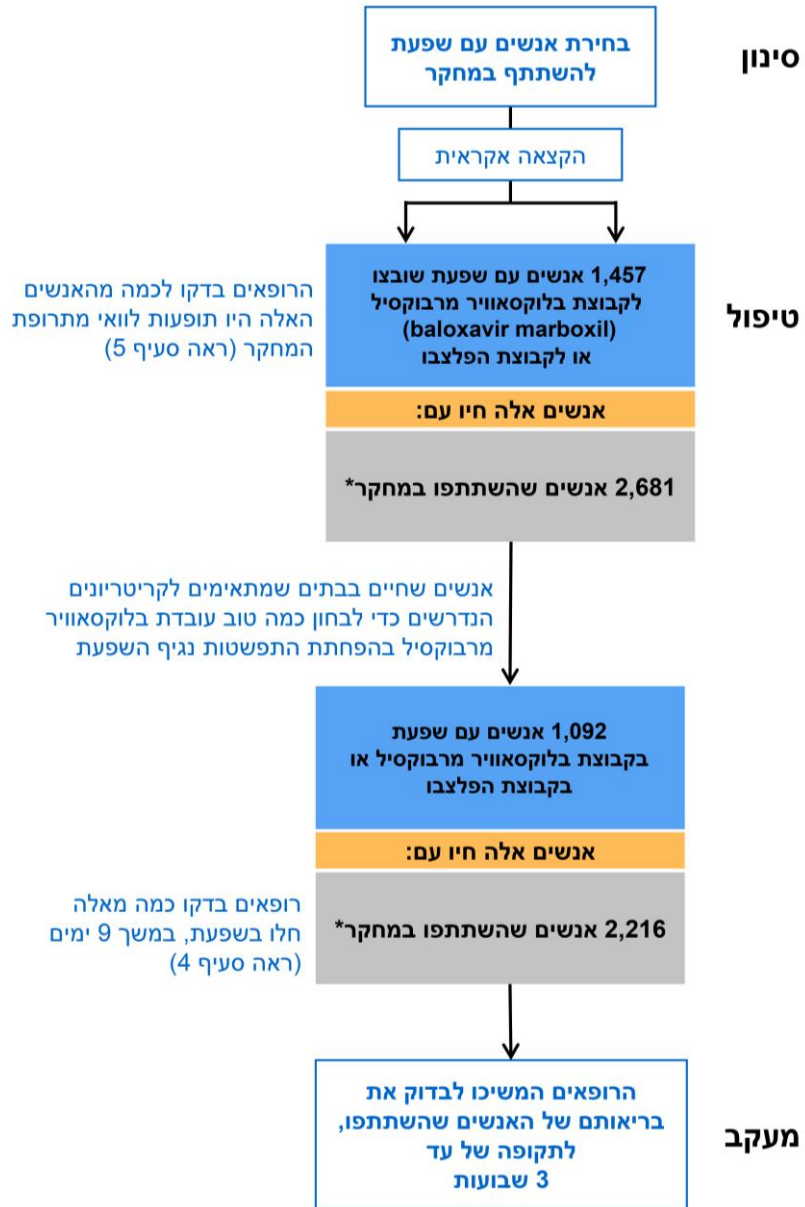 סינון
בחירת אנשים עם שפעת
להשתתף במחקר
הקצאה אקראית
טיפול
1,457 אנשים עם שפעת שובצו
לקבוצת בלוקסאוויר מרבוקסיל
(baloxavir marboxil)
או לקבוצת הפלצבו
הרופאים בדקו לכמה מהאנשים
האלה היו תופעות לוואי מתרופת
המחקר (ראה סעיף 5)
אנשים אלה חיו עם:
2,681 אנשים שהשתתפו במחקר*
אנשים שחיים בבתים שמתאימים לקריטריונים
הנדרשים כדי לבחון כמה טוב עובדת בלוקסאוויר
מרבוקסיל בהפחתת התפשטות נגיף השפעת
1,092 אנשים עם שפעת
בקבוצת בלוקסאוויר מרבוקסיל או
בקבוצת הפלצבו
אנשים אלה חיו עם:
2,216 אנשים שהשתתפו במחקר*
רופאים בדקו כמה מאלה
חלו בשפעת, במשך 9 ימים
(ראה סעיף 4)
מעקב
הרופאים המשיכו לבדוק את
בריאותם של האנשים שהשתתפו,
לתקופה של עד
3 שבועות